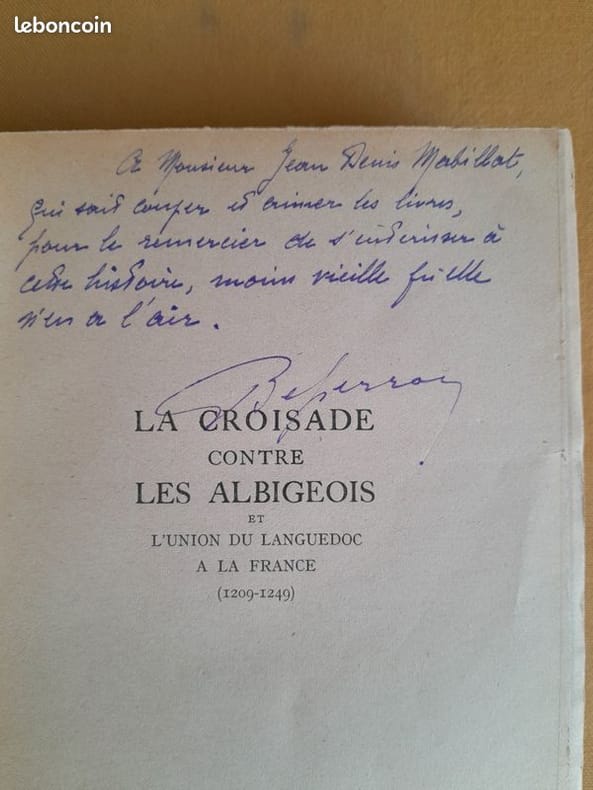 leboncoin
A Monsieur Jean Denis Mabillat,
qui sait couper et aimer les livres,
pour le remercier de s'intéresser à
cette histoire, moins vieille qu'elle
n'en a l'air.
Belperron
LA CROISADE
CONTRE
LES ALBIGEOIS
ET
L'UNION DU LANGUEDOC
A LA FRANCE
(1209-1249)